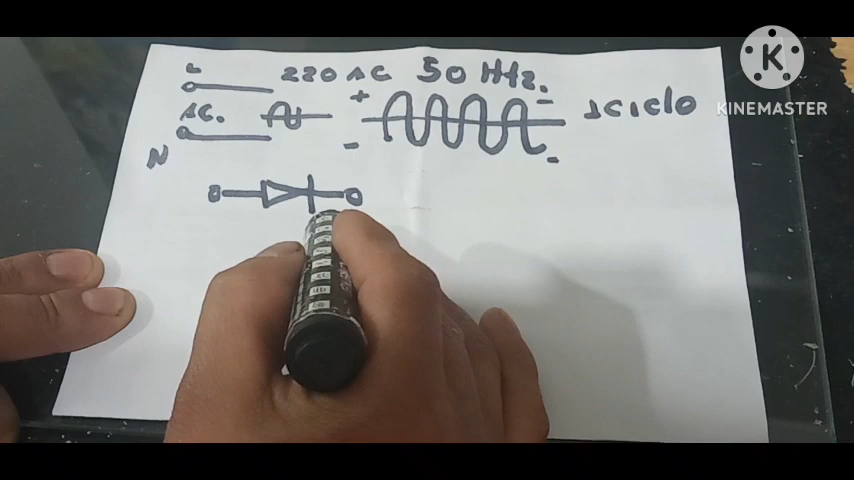 L 220 AC 50 Hz.
AC. + - 1 ciclo
- -
N
K
KINEMASTER